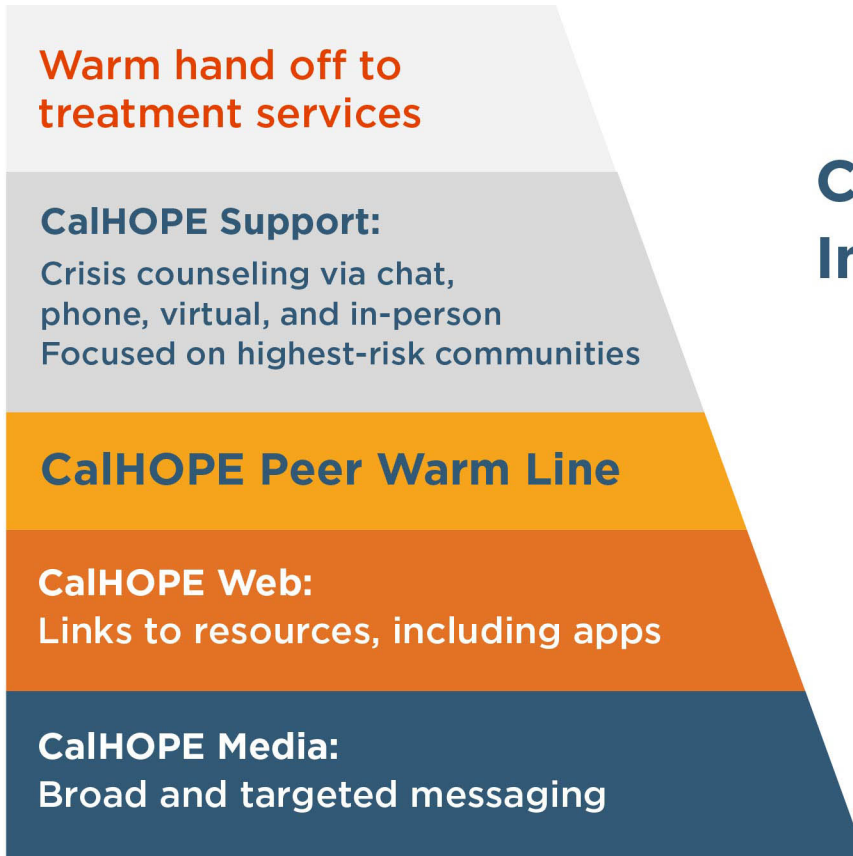 Warm hand off to
treatment services
CalHOPE Support:
Crisis counseling via chat,
phone, virtual, and in-person
Focused on highest-risk communities
CalHOPE Peer Warm Line
CalHOPE Web:
Links to resources, including apps
CalHOPE Media:
Broad and targeted messaging